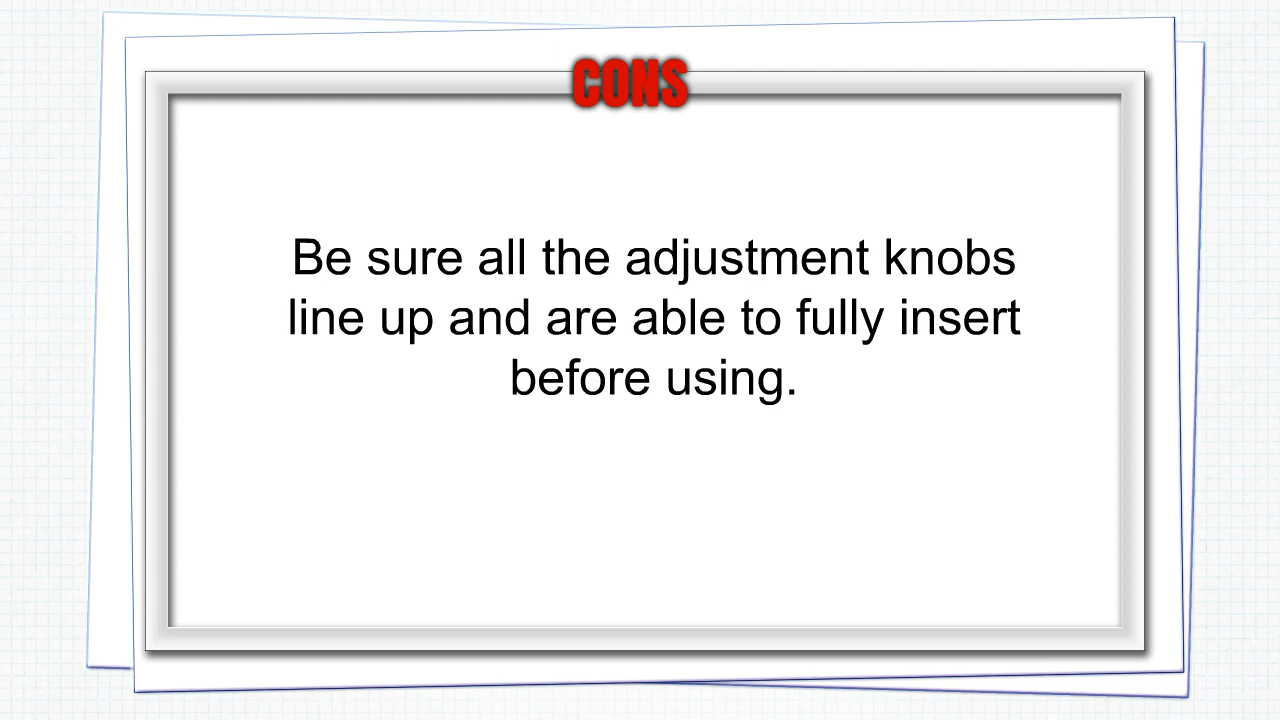 CONS
Be sure all the adjustment knobs
line up and are able to fully insert
before using.